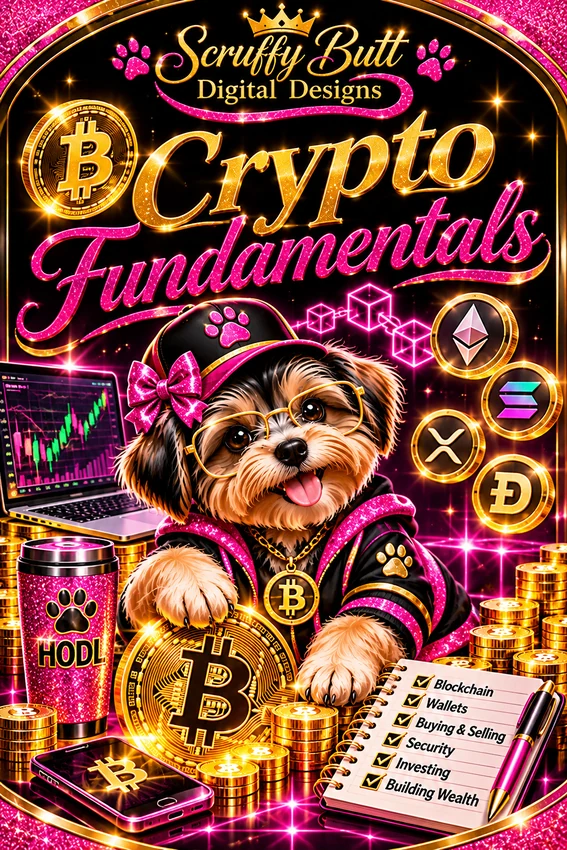 Scruffy Butt
Digital Designs
Crypto
Fundamentals
HODL
Blockchain
Wallets
Buying & Selling
Security
Investing
Building Wealth